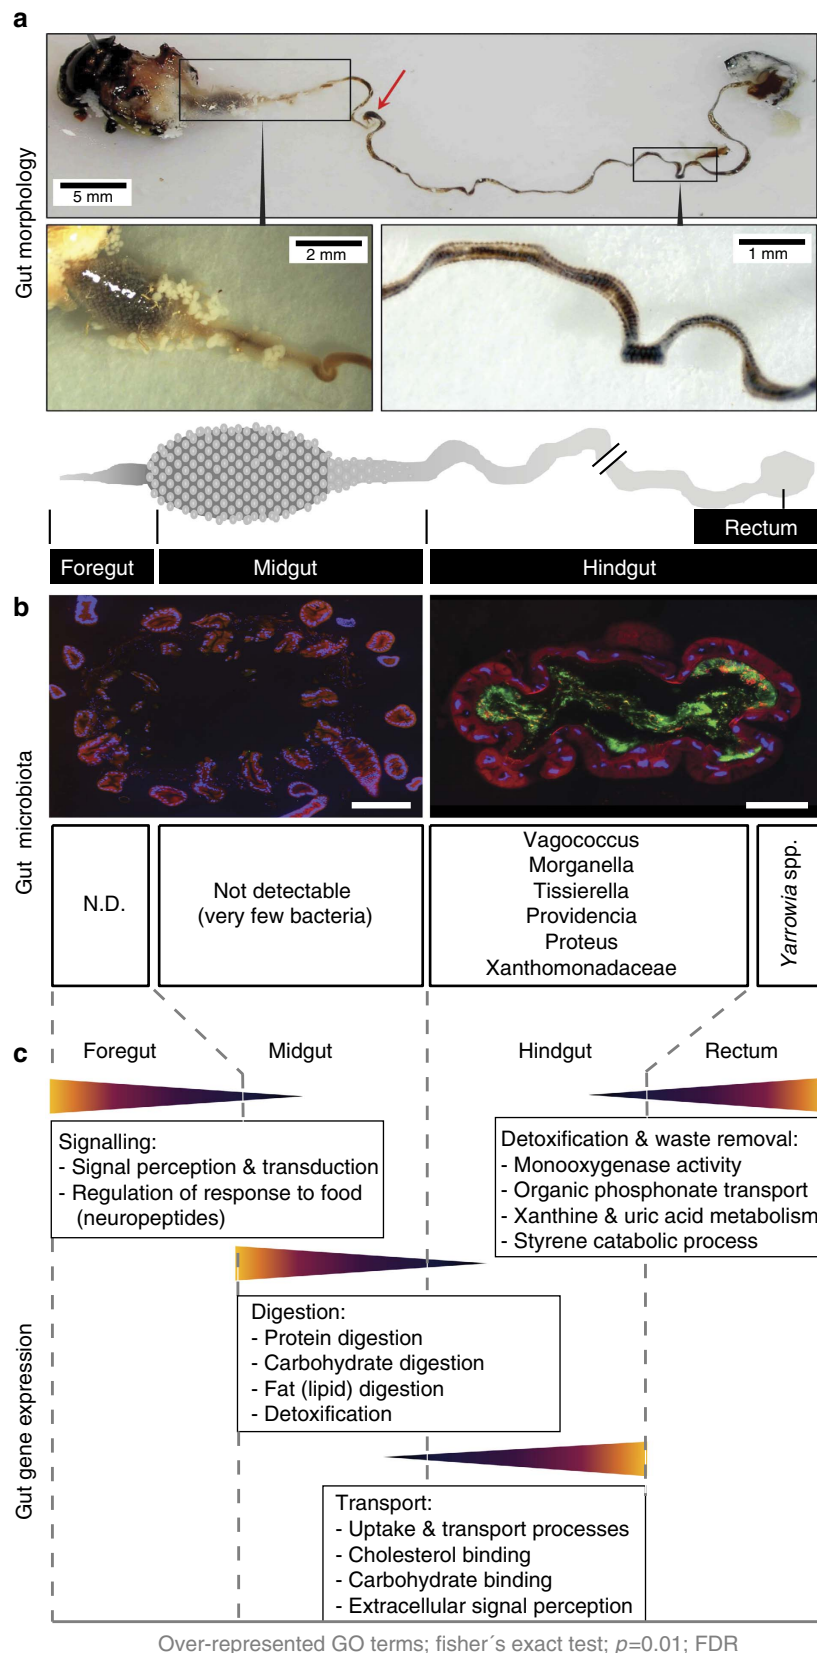 a
Gut morphology
5 mm
2 mm
1 mm
Rectum
Foregut
Midgut
Hindgut
b
Gut microbiota
N.D.
Not detectable
(very few bacteria)
Vagococcus
Morganella
Tissierella
Providencia
Proteus
Xanthomonadaceae
Yarrowia spp.
c
Foregut
Midgut
Hindgut
Rectum
Gut gene expression
Signalling:
- Signal perception & transduction
- Regulation of response to food
(neuropeptides)
Detoxification & waste removal:
- Monooxygenase activity
- Organic phosphonate transport
- Xanthine & uric acid metabolism
- Styrene catabolic process
Digestion:
- Protein digestion
- Carbohydrate digestion
- Fat (lipid) digestion
- Detoxification
Transport:
- Uptake & transport processes
- Cholesterol binding
- Carbohydrate binding
- Extracellular signal perception
Over-represented GO terms; fisher´s exact test; p=0.01; FDR